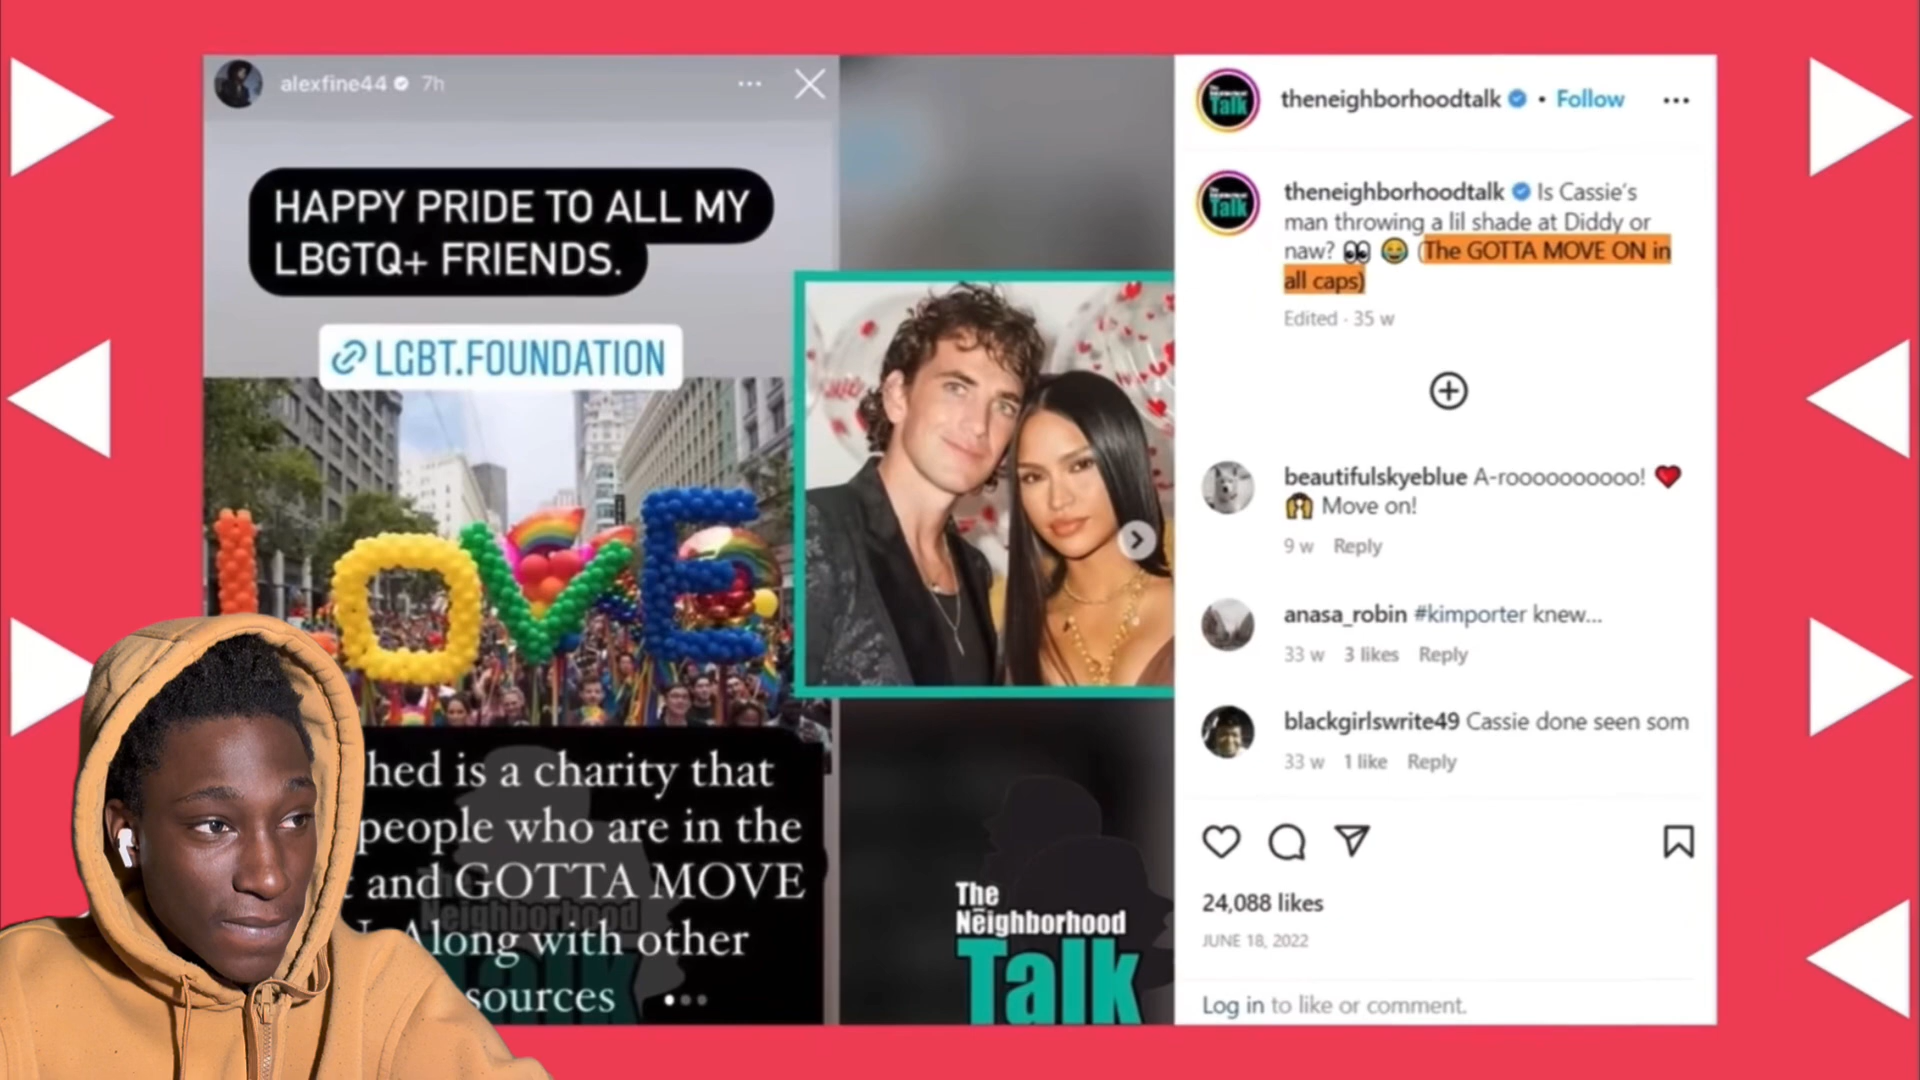 alexfine44 7h
HAPPY PRIDE TO ALL MY
LBGTQ+ FRIENDS.
LGBT.FOUNDATION
LOVE
hed is a charity that
people who are in the
and GOTTA MOVE
Along with other
sources
The
Neighborhood
Talk
theneighborhoodtalk • Follow
theneighborhoodtalk Is Cassie's
man throwing a lil shade at Diddy or
naw? 👀 😂 (The GOTTA MOVE ON in
all caps)
Edited · 35 w
beautifulskyeblue A-roooooooooo! ❤️
🙌 Move on!
9 w Reply
anasa_robin #kimporter knew...
33 w 3 likes Reply
blackgirlswrite49 Cassie done seen som
33 w 1 like Reply
24,088 likes
JUNE 18, 2022
Log in to like or comment.